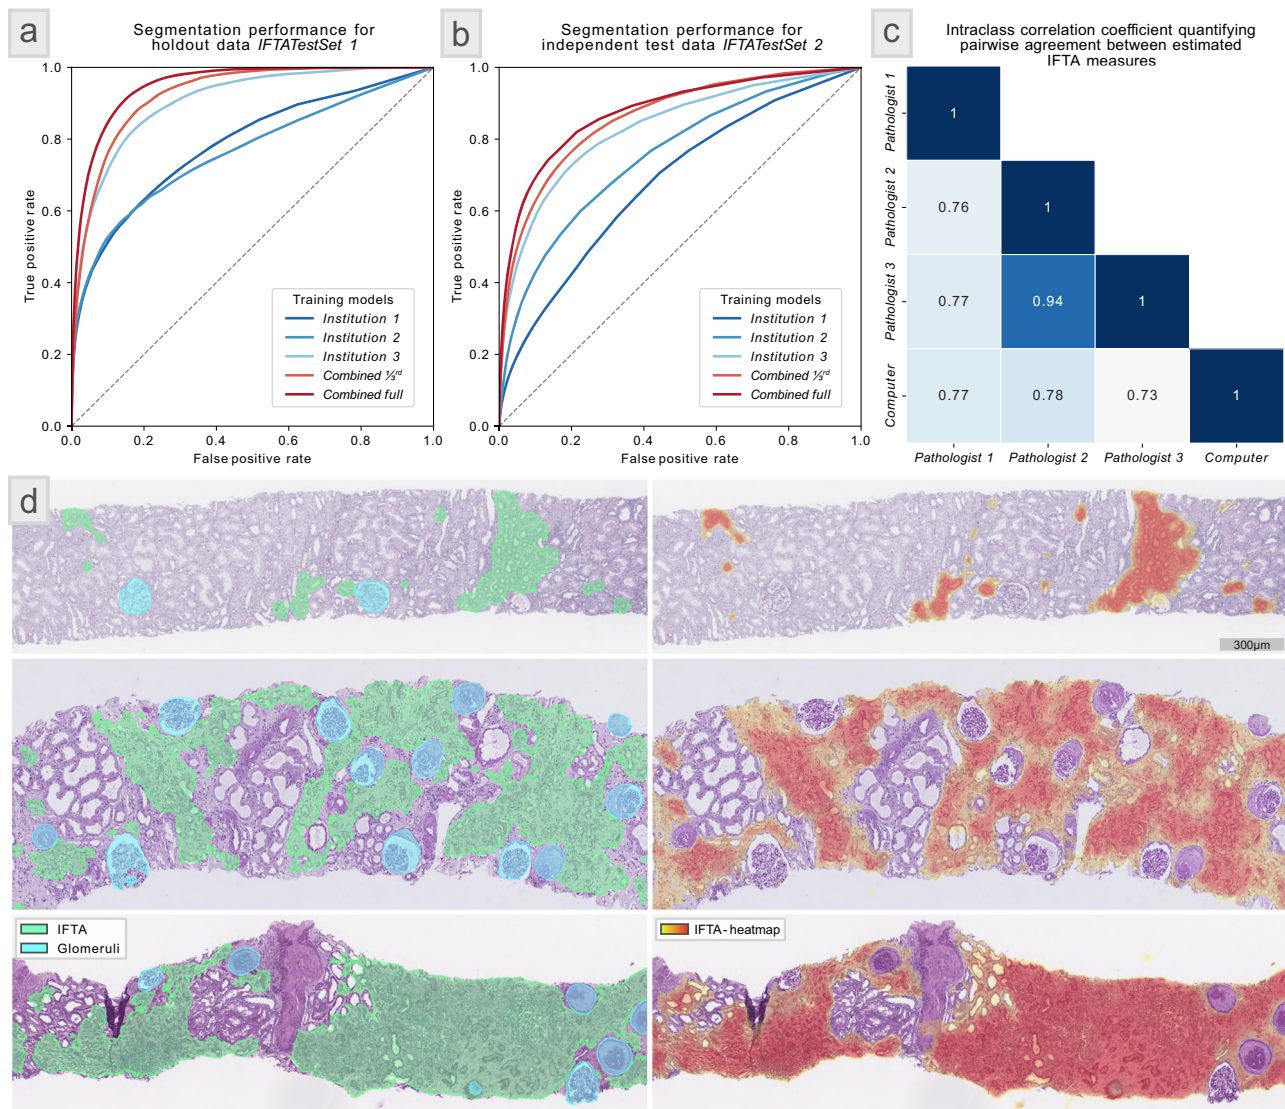 a
Segmentation performance for
holdout data IFTATestSet 1
True positive rate
1.0
0.8
0.6
0.4
0.2
0.0
0.0 0.2 0.4 0.6 0.8 1.0
False positive rate
Training models
Institution 1
Institution 2
Institution 3
Combined ⅓rd
Combined full
b
Segmentation performance for
independent test data IFTATestSet 2
True positive rate
1.0
0.8
0.6
0.4
0.2
0.0
0.0 0.2 0.4 0.6 0.8 1.0
False positive rate
Training models
Institution 1
Institution 2
Institution 3
Combined ⅓rd
Combined full
c
Intraclass correlation coefficient quantifying
pairwise agreement between estimated
IFTA measures
Pathologist 1
1
Pathologist 2
0.76 1
Pathologist 3
0.77 0.94 1
Computer
0.77 0.78 0.73 1
Pathologist 1 Pathologist 2 Pathologist 3 Computer
d
300µm
IFTA
Glomeruli
IFTA-heatmap